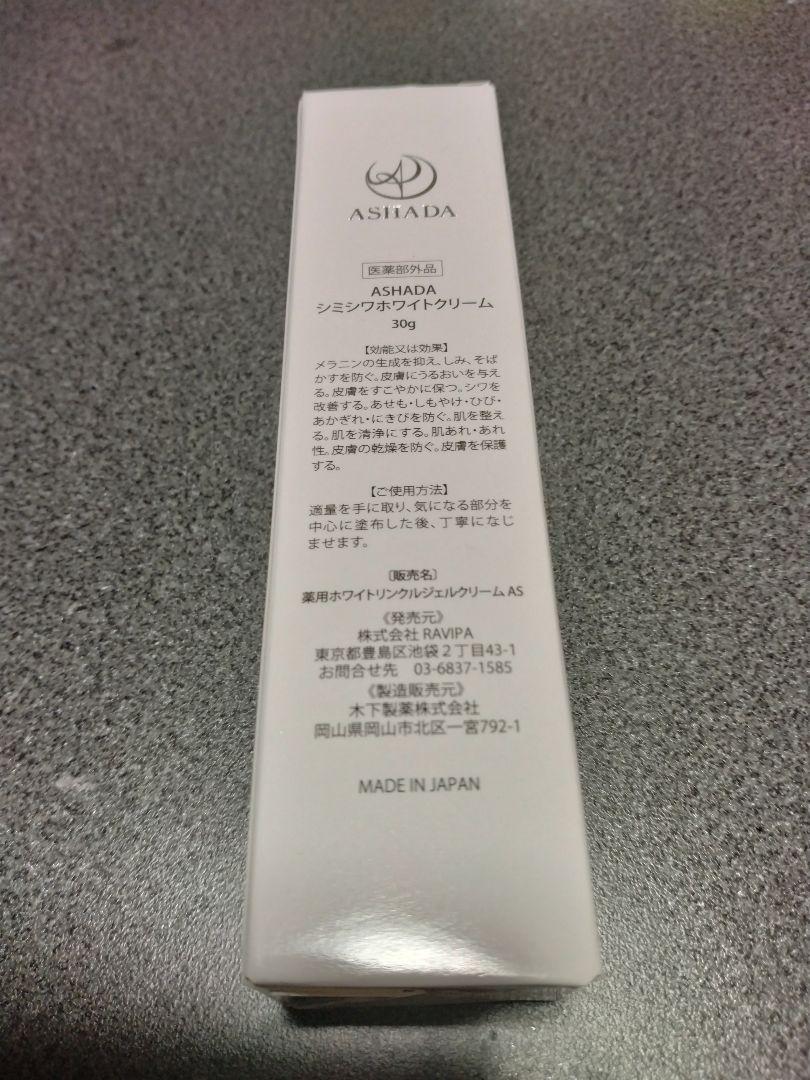 ASHADA
医薬部外品
ASHADA
シミシワホワイトクリーム
30g
【効能又は効果】
メラニンの生成を抑え、しみ、そば
かすを防ぐ。皮膚にうるおいを与え
る。皮膚をすこやかに保つ。シワを
改善する。あせも・しもやけ・ひび・
あかぎれ・にきびを防ぐ。肌を整え
る。肌を清浄にする。肌あれ・あれ
性。皮膚の乾燥を防ぐ。皮膚を保護
する。
【ご使用方法】
適量を手に取り、気になる部分を
中心に塗布した後、丁寧になじ
ませます。
〔販売名〕
薬用ホワイトリンクルジェルクリーム AS
《発売元》
株式会社 RAVIPA
東京都豊島区池袋２丁目43-1
お問合せ先　03-6837-1585
《製造販売元》
木下製薬株式会社
岡山県岡山市北区一宮792-1
MADE IN JAPAN